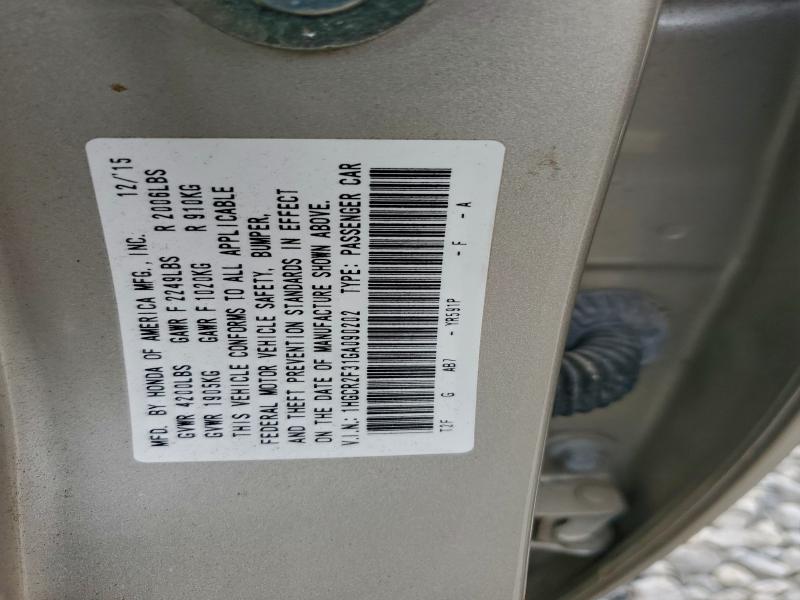 MFD. BY HONDA OF AMERICA MFG., INC. 12/'15
GVWR 4200LBS GAWR F 2249LBS R 2006LBS
GVWR 1905KG GAWR F 1020KG R 910KG
THIS VEHICLE CONFORMS TO ALL APPLICABLE
FEDERAL MOTOR VEHICLE SAFETY, BUMPER,
AND THEFT PREVENTION STANDARDS IN EFFECT
ON THE DATE OF MANUFACTURE SHOWN ABOVE.
V.I.N.: 1HGCR2F31GA090202 TYPE: PASSENGER CAR
T2F G AB7 - YR591P - F - A